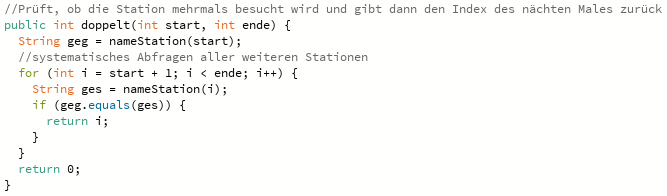 //Prüft, ob die Station mehrmals besucht wird und gibt dann den Index des nächten Males zurück
public int doppelt(int start, int ende) {
  String geg = nameStation(start);
  //systematisches Abfragen aller weiteren Stationen
  for (int i = start + 1; i < ende; i++) {
    String ges = nameStation(i);
    if (geg.equals(ges)) {
      return i;
    }
  }
  return 0;
}